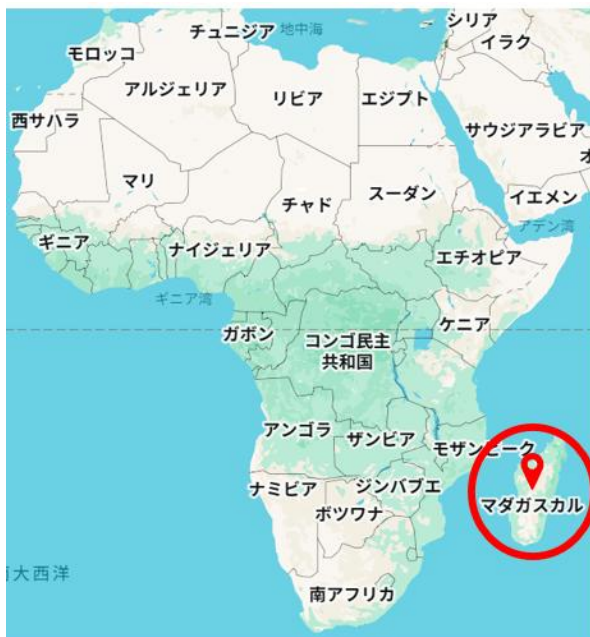 シリア
チュニジア
地中海
イラク
モロッコ
アルジェリア
リビア
エジプト
西サハラ
サウジアラビア
オ
マリ
チャド
スーダン
イエメン
アデン湾
ギニア
ナイジェリア
エチオピア
ギニア湾
ガボン
コンゴ民主
共和国
ケニア
アンゴラ
ザンビア
モザンビーク
ナミビア
ジンバブエ
マダガスカル
ボツワナ
大西洋
南アフリカ